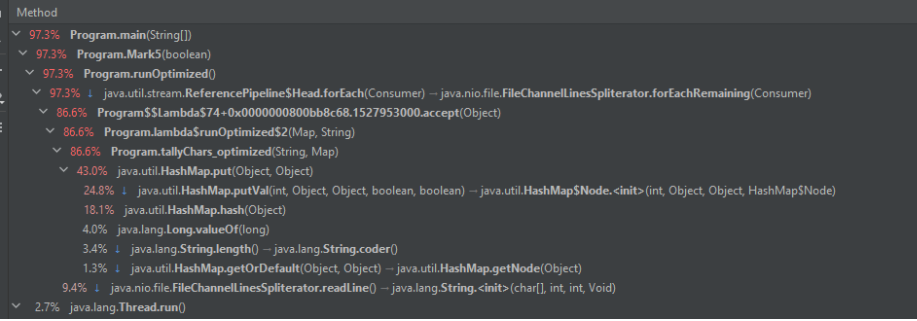 Method
97.3% Program.main(String[])
97.3% Program.Mark5(boolean)
97.3% Program.runOptimized()
97.3% ↓ java.util.stream.ReferencePipeline$Head.forEach(Consumer) → java.nio.file.FileChannelLinesSpliterator.forEachRemaining(Consumer)
86.6% Program$$Lambda$74+0x0000000800bb8c68.1527953000.accept(Object)
86.6% Program.lambda$runOptimized$2(Map, String)
86.6% Program.tallyChars_optimized(String, Map)
43.0% java.util.HashMap.put(Object, Object)
24.8% ↓ java.util.HashMap.putVal(int, Object, Object, boolean, boolean) → java.util.HashMap$Node.<init>(int, Object, Object, HashMap$Node)
18.1% java.util.HashMap.hash(Object)
4.0% java.lang.Long.valueOf(long)
3.4% ↓ java.lang.String.length() → java.lang.String.coder()
1.3% ↓ java.util.HashMap.getOrDefault(Object, Object) → java.util.HashMap.getNode(Object)
9.4% ↓ java.nio.file.FileChannelLinesSpliterator.readLine() → java.lang.String.<init>(char[], int, int, Void)
2.7% java.lang.Thread.run()